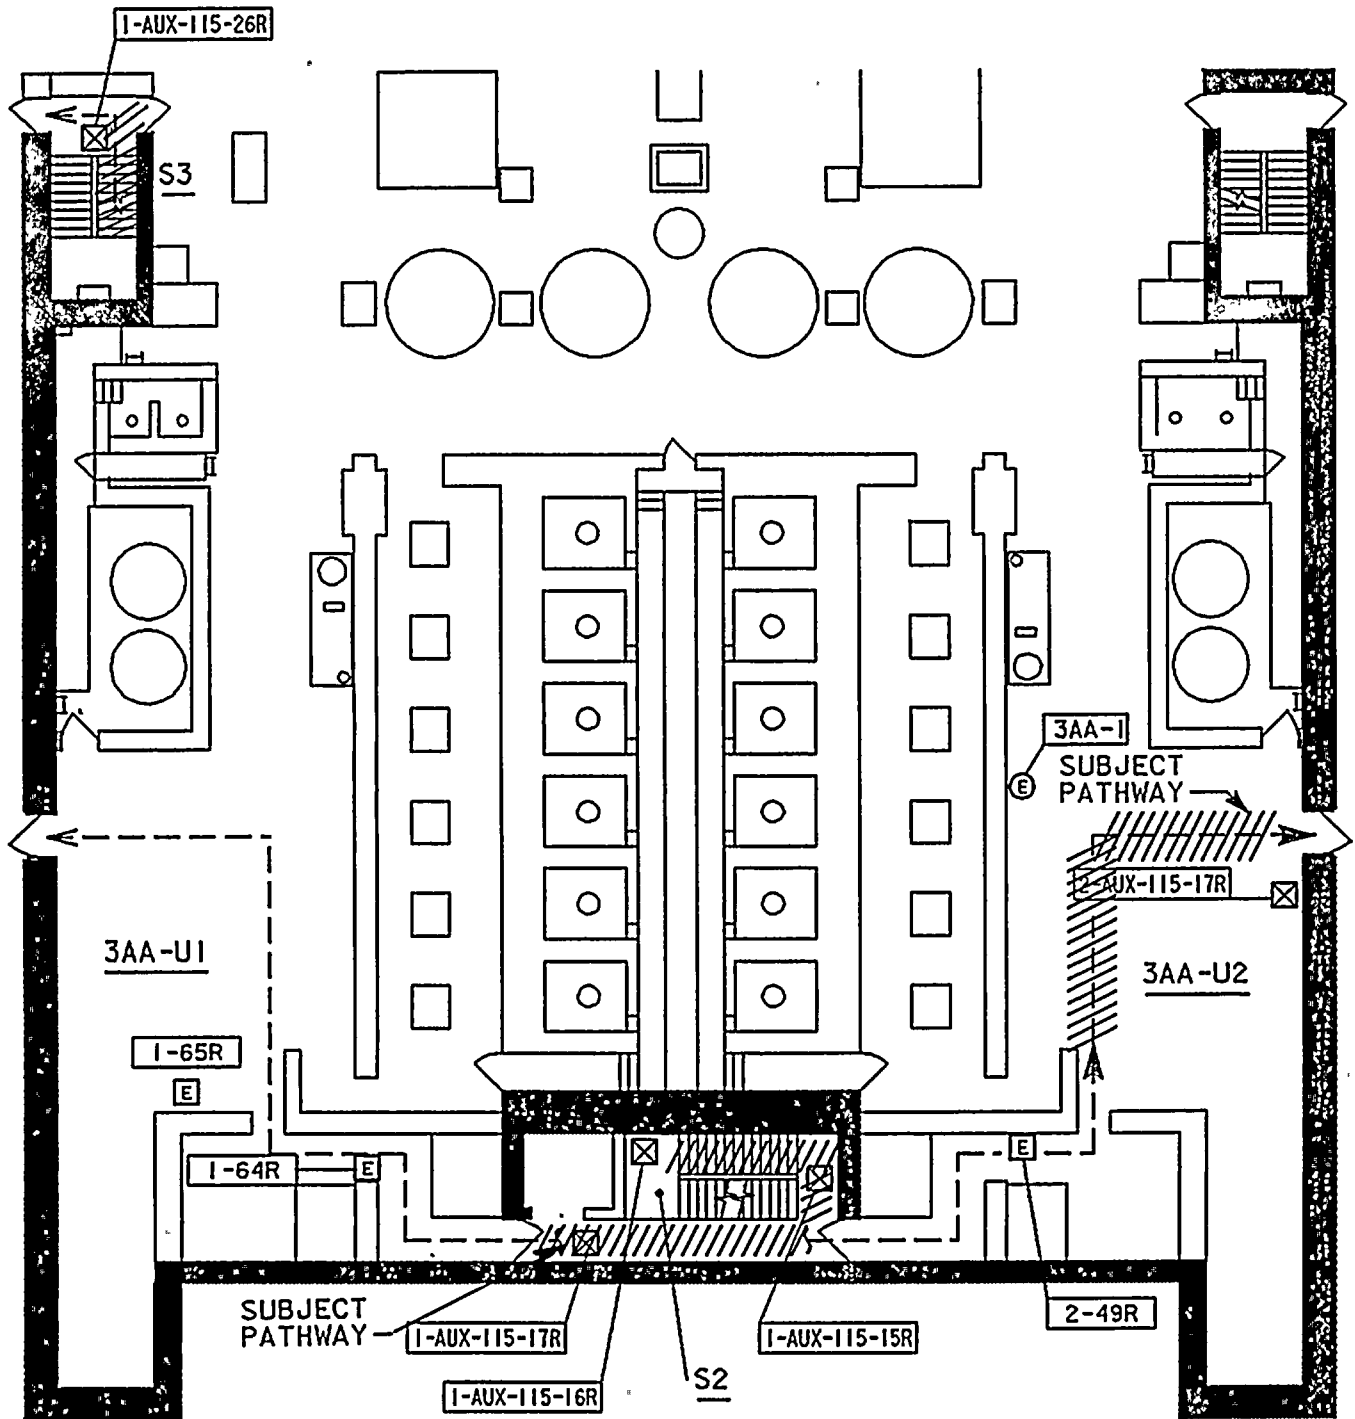 1-AUX-115-26R
S3
3AA-1
E
SUBJECT
PATHWAY
2-AUX-115-17R
3AA-U1
3AA-U2
1-65R
E
1-64R
E
E
SUBJECT
PATHWAY
1-AUX-115-17R
1-AUX-115-15R
2-49R
1-AUX-115-16R
S2